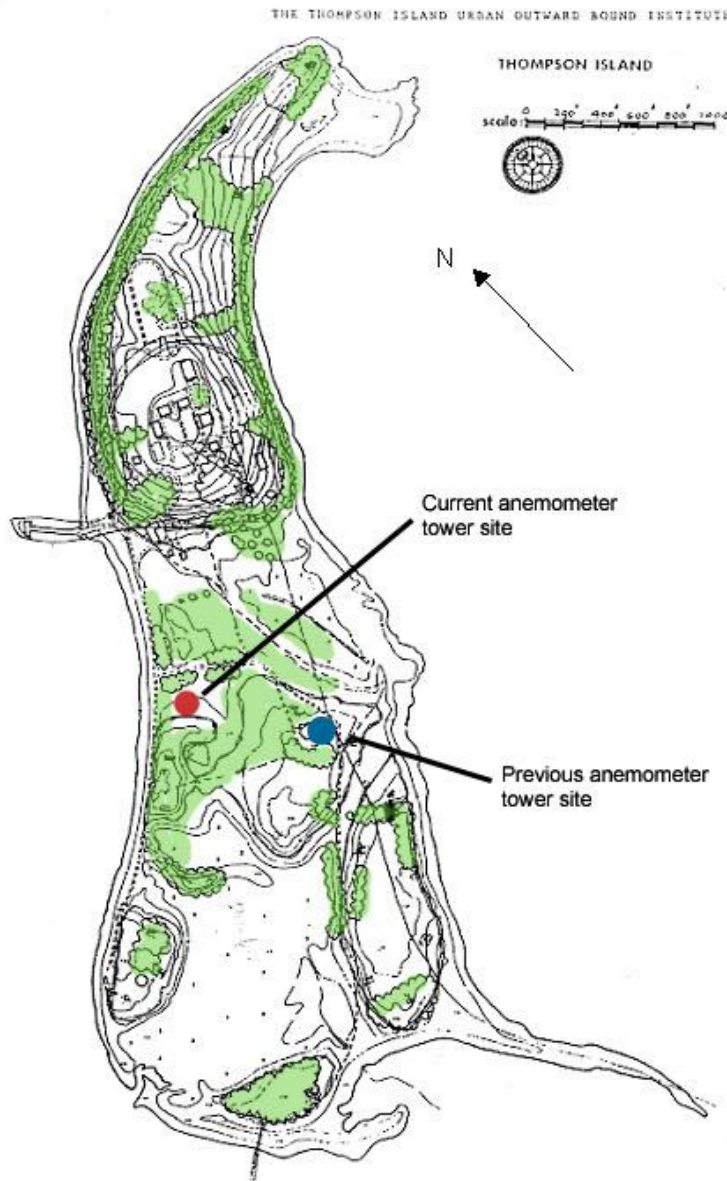 THE THOMPSON ISLAND URBAN OUTWARD BOUND
THOMPSON ISLAND
scale: 0 200' 400' 600' 800' 1000
N
Current anemometer
tower site
Previous anemometer
tower site